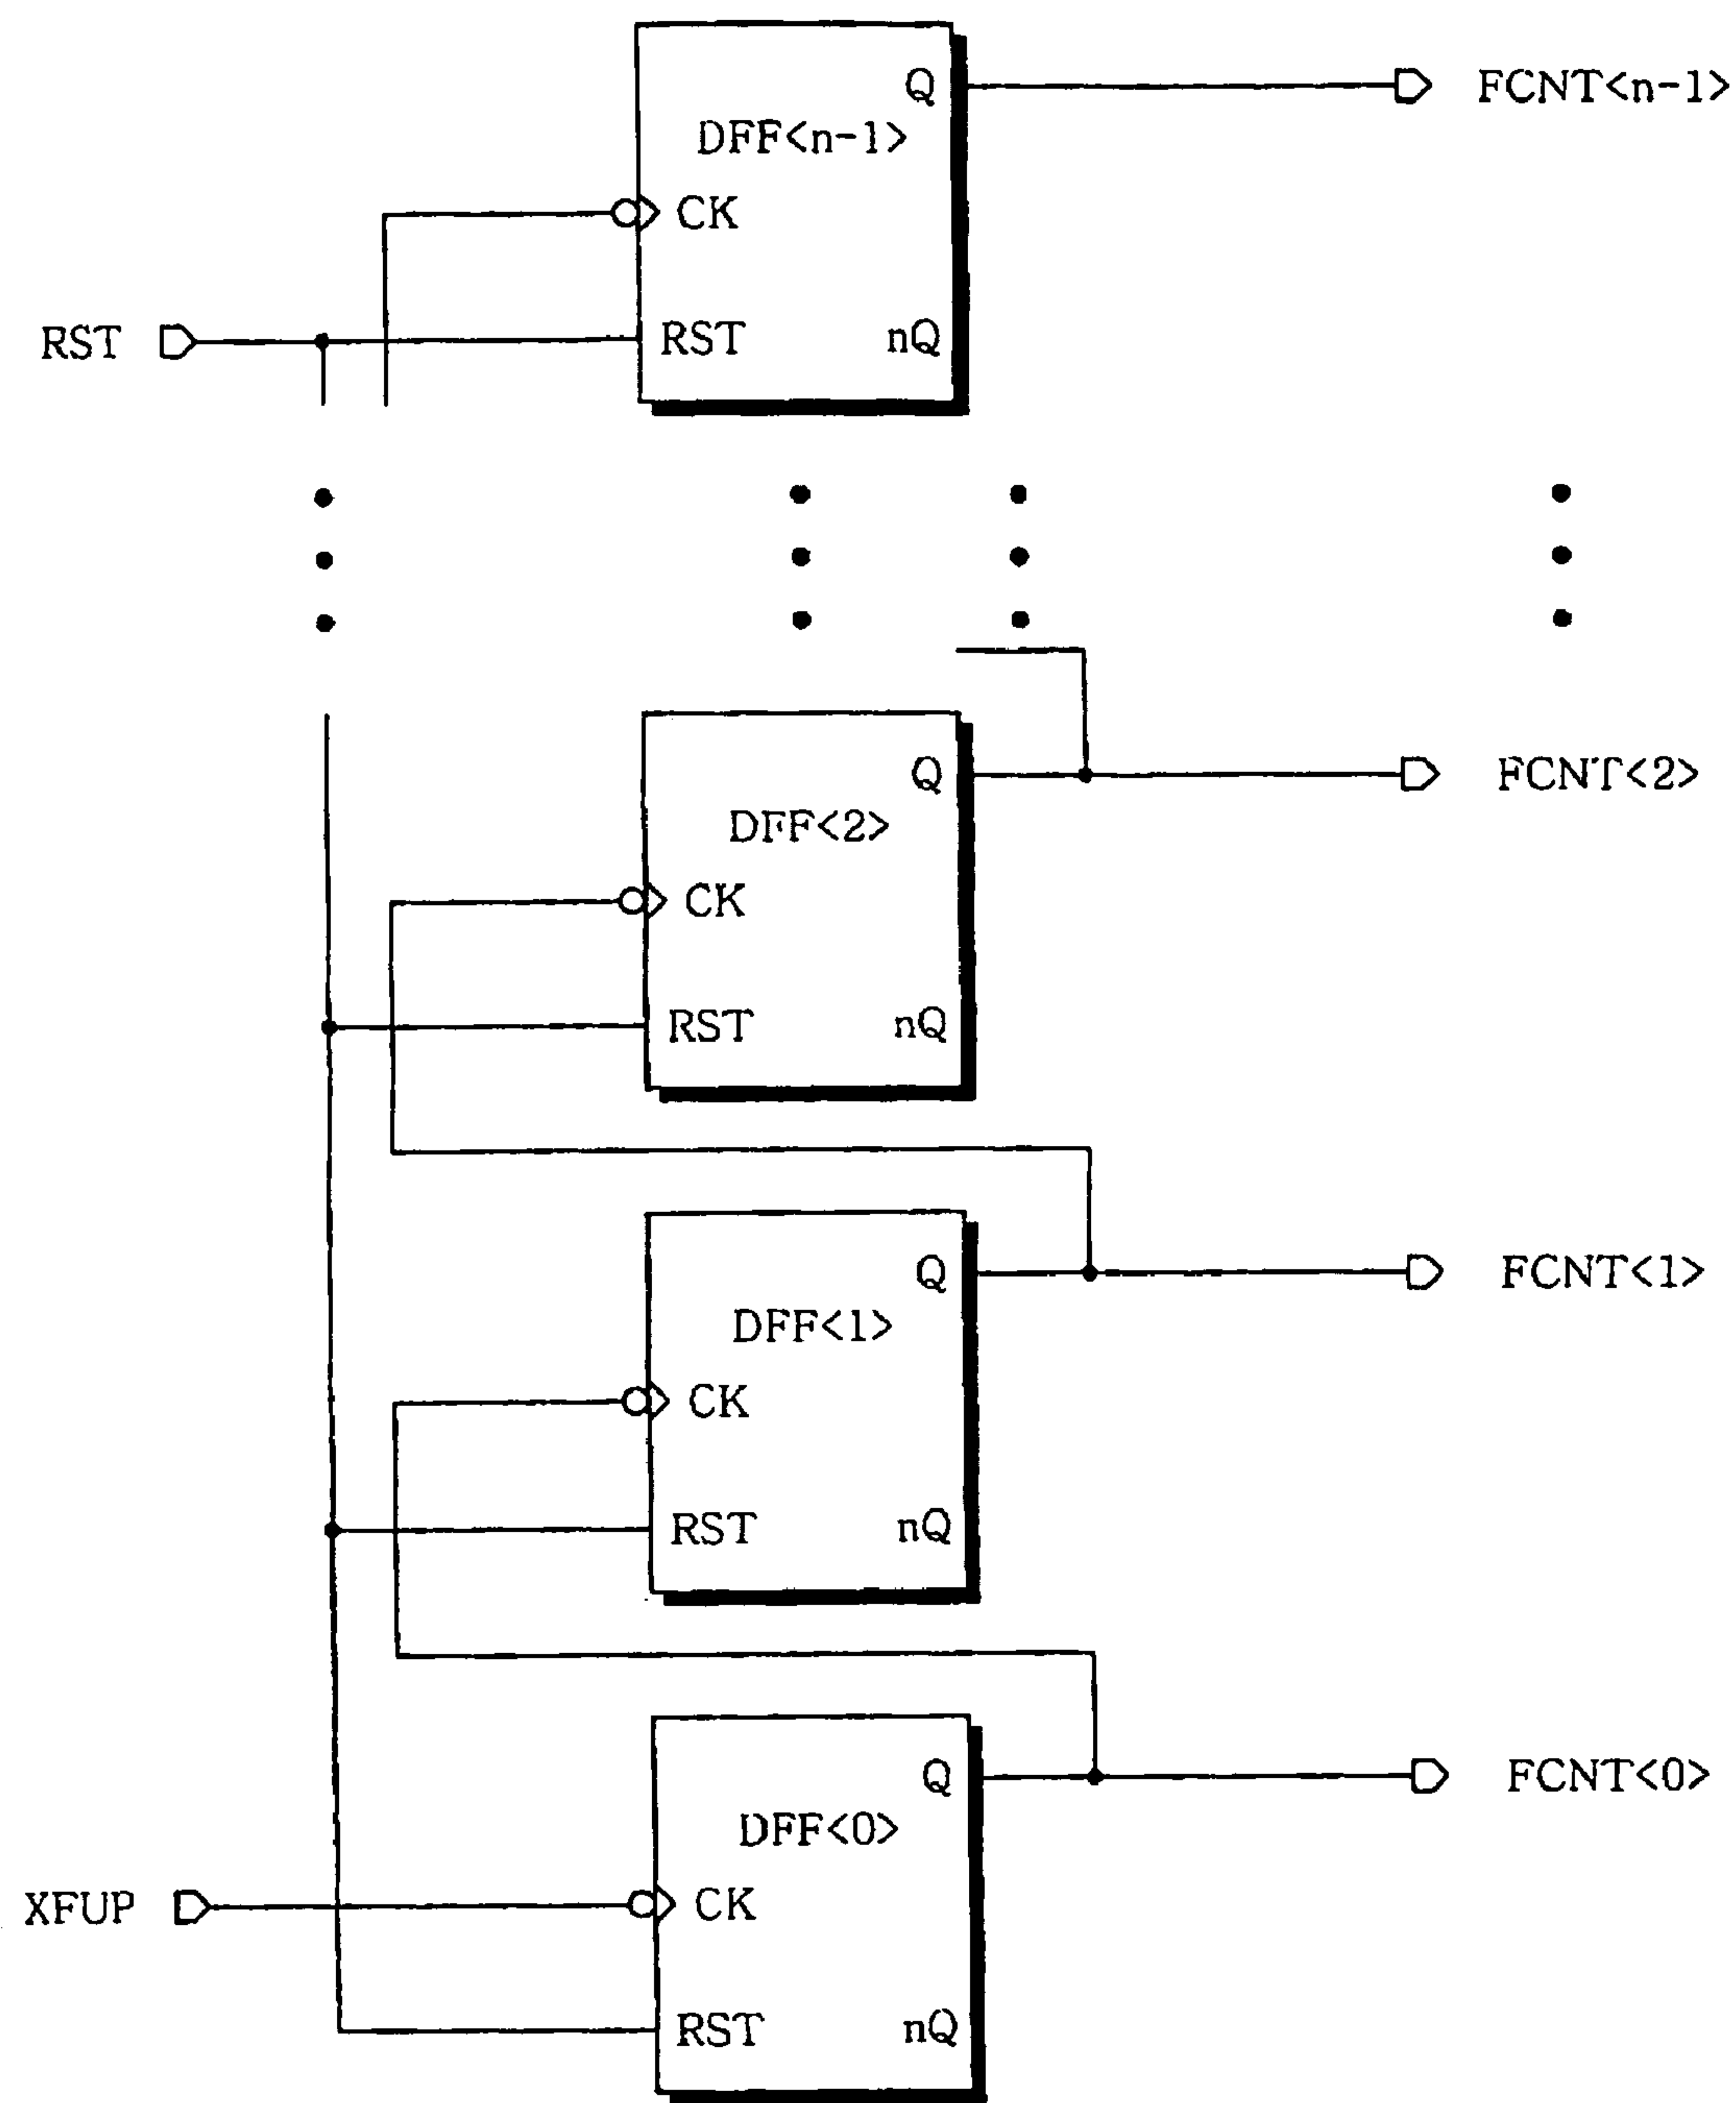 Q
FCNT<n-1>
DFF<n-1>
CK
RST
RST
nQ
Q
FCNT<2>
DFF<2>
CK
RST
nQ
Q
FCNT<1>
DFF<1>
CK
RST
nQ
Q
FCNT<0>
DFF<0>
XFUP
CK
RST
nQ